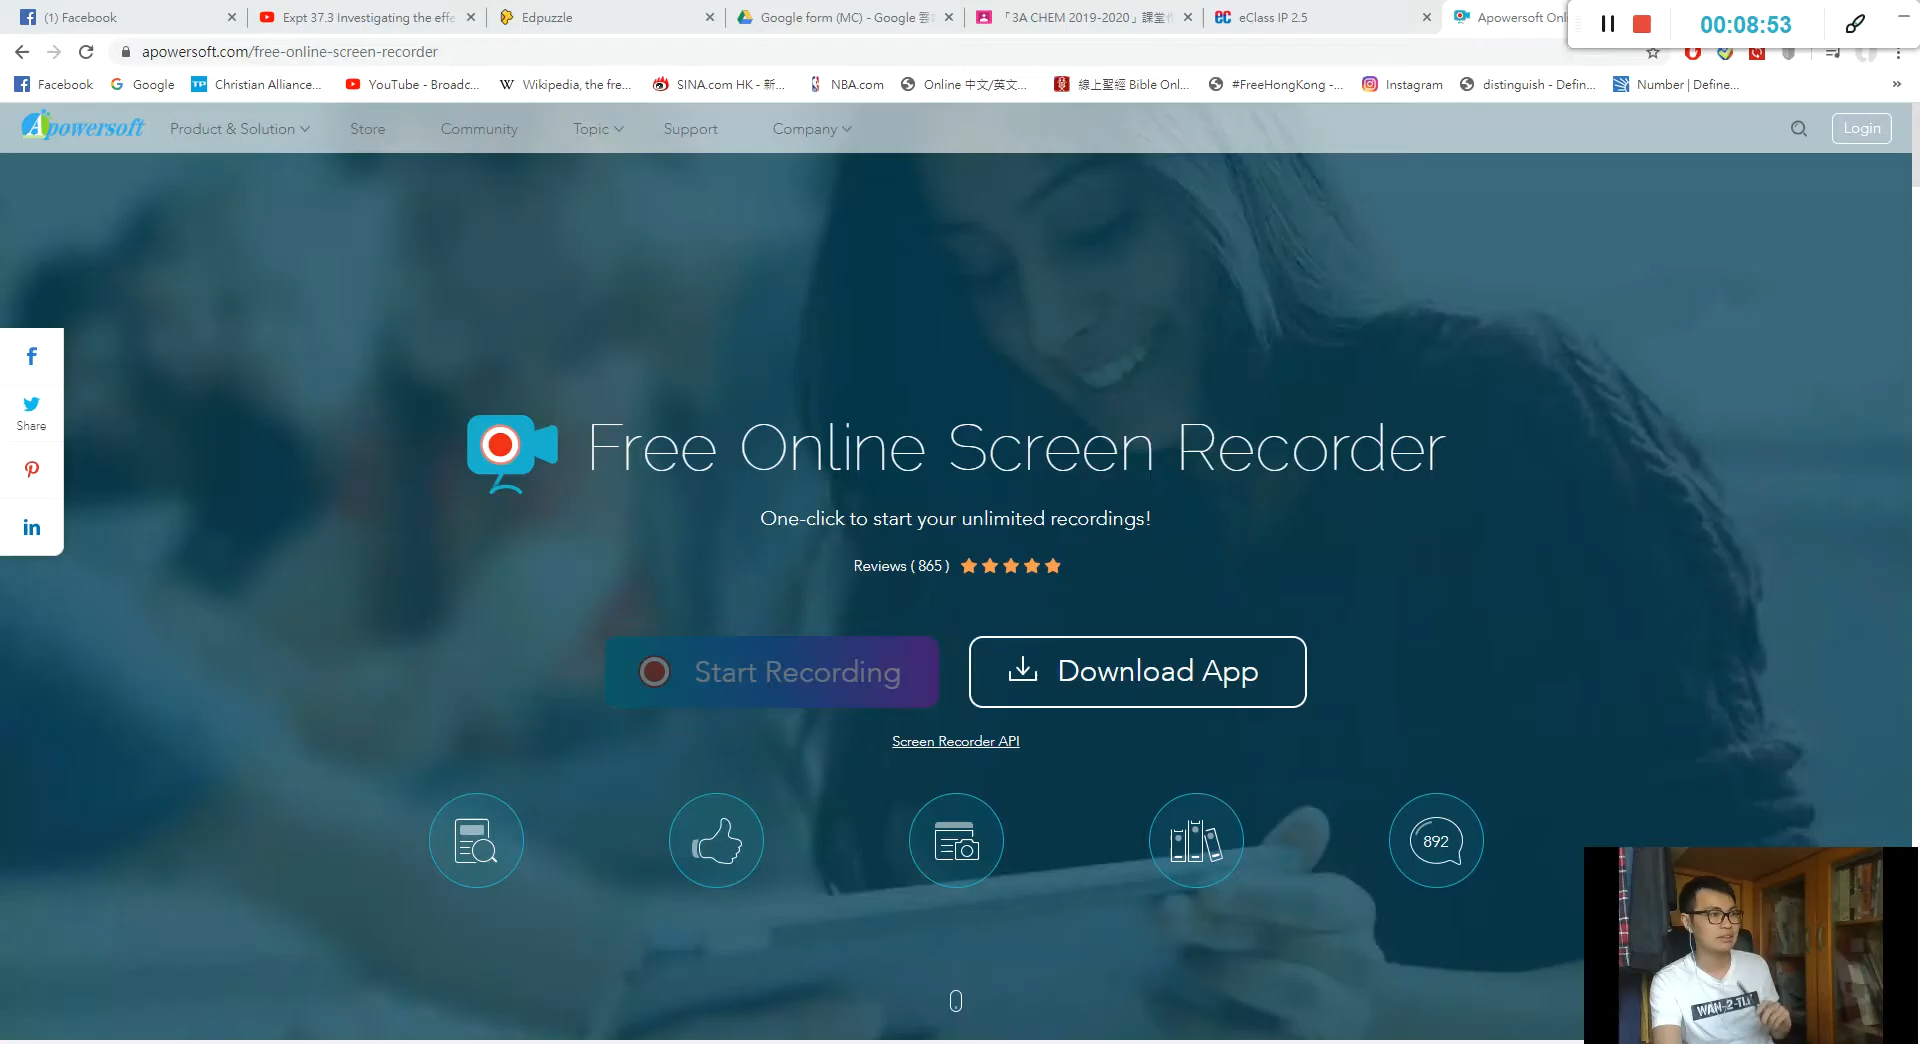 (1) Facebook
Expt 37.3 Investigating the effe
Edpuzzle
Google form (MC) - Google 雲
「3A CHEM 2019-2020」課堂作
eClass IP 2.5
Apowersoft Onl
00:08:53
apowersoft.com/free-online-screen-recorder
Facebook
Google
Christian Alliance...
YouTube - Broadc...
Wikipedia, the fre...
SINA.com HK - 新...
NBA.com
Online 中文/英文...
線上聖經 Bible Onl...
#FreeHongKong -...
Instagram
distinguish - Defin...
Number | Define...
»
Apowersoft
Product & Solution
Store
Community
Topic
Support
Company
Login
Share
Free Online Screen Recorder
One-click to start your unlimited recordings!
Reviews ( 865 )
Start Recording
Download App
Screen Recorder API
892
WAN-2-TLK